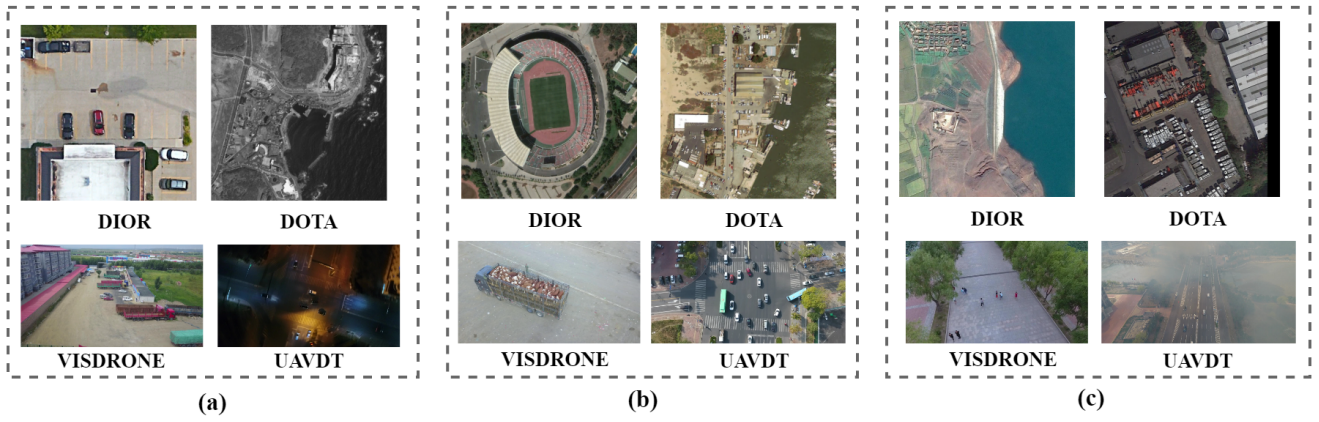 DIOR DOTA
VISDRONE UAVDT
(a)
DIOR DOTA
VISDRONE UAVDT
(b)
DIOR DOTA
VISDRONE UAVDT
(c)